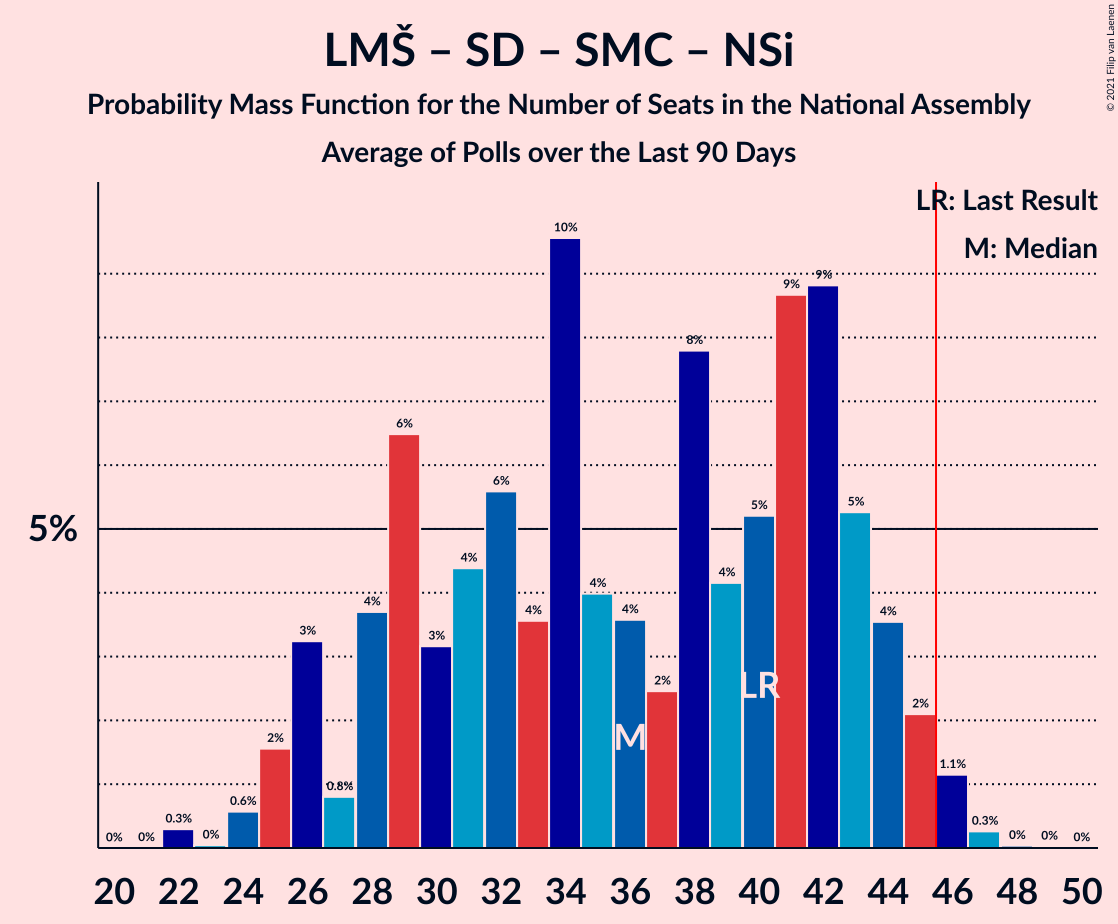 LMŠ – SD – SMC – NSi
Probability Mass Function for the Number of Seats in the National Assembly
Average of Polls over the Last 90 Days
© 2021 Filip van Laenen
LR: Last Result
M: Median
5%
0% 0% 0.3% 0% 0.6% 2% 3% 0.8% 4% 6% 3% 4% 6% 4% 10% 4% 4% 2% 8% 4% 5% 9% 9% 5% 4% 2% 1.1% 0.3% 0% 0% 0%
LR
M
20 22 24 26 28 30 32 34 36 38 40 42 44 46 48 50